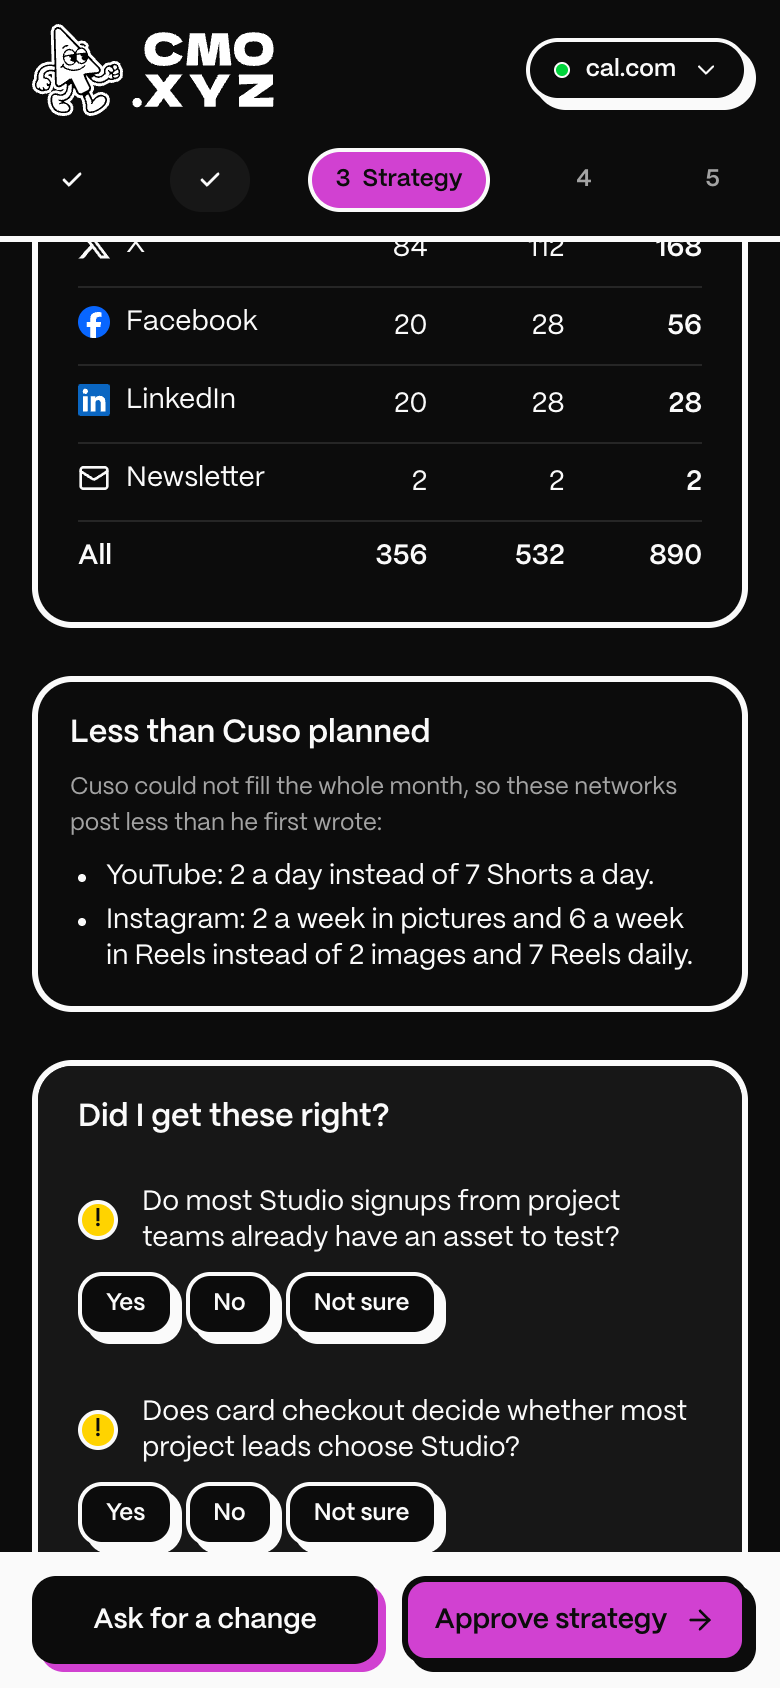 CMO
.XYZ
cal.com
3 Strategy
4
5
X 84 112 168
Facebook 20 28 56
LinkedIn 20 28 28
Newsletter 2 2 2
All 356 532 890
Less than Cuso planned
Cuso could not fill the whole month, so these networks
post less than he first wrote:
• YouTube: 2 a day instead of 7 Shorts a day.
• Instagram: 2 a week in pictures and 6 a week
in Reels instead of 2 images and 7 Reels daily.
Did I get these right?
! Do most Studio signups from project
teams already have an asset to test?
Yes No Not sure
! Does card checkout decide whether most
project leads choose Studio?
Yes No Not sure
Ask for a change
Approve strategy →